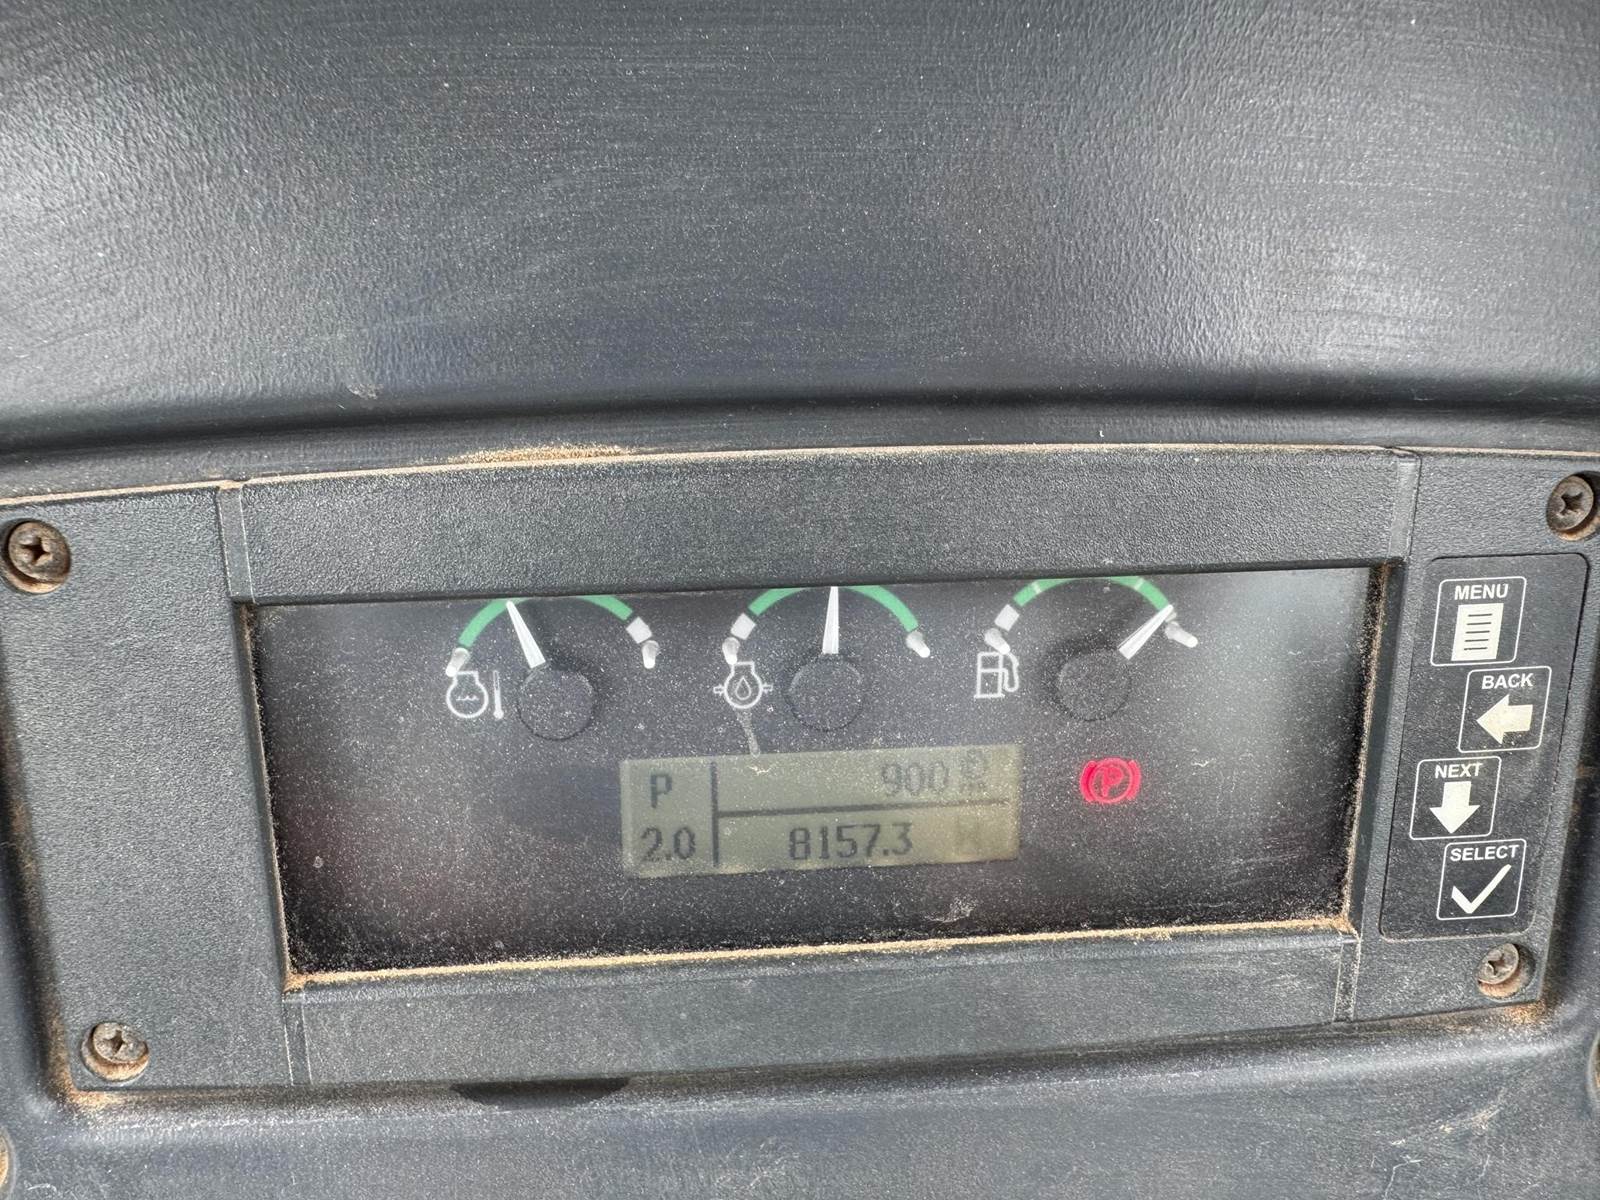 MENU
BACK
NEXT
SELECT
P
900
2.0
8157.3
H
P